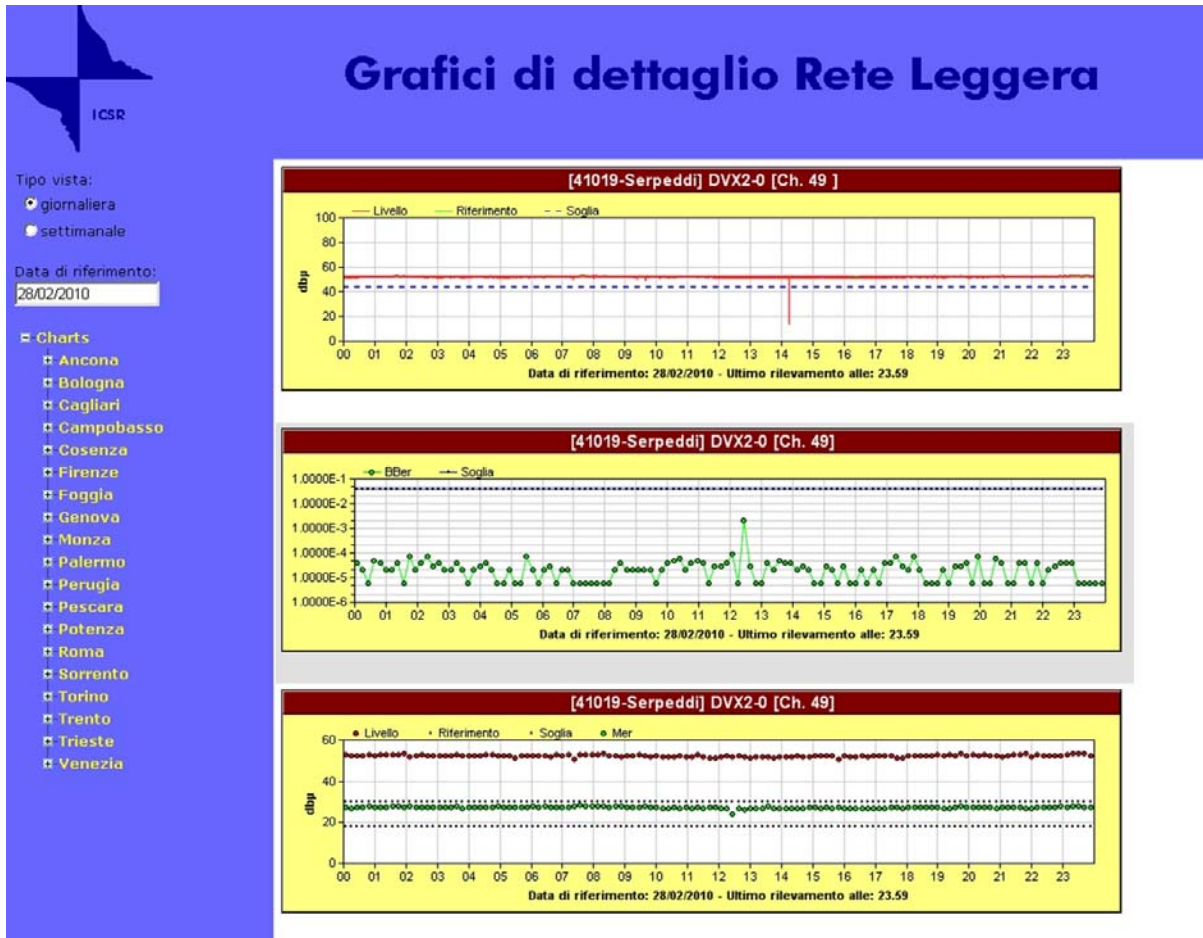 ICSR
Grafici di dettaglio Rete Leggera
Tipo vista:
giornaliera
settimanale
Data di riferimento:
28/02/2010
Charts
Ancona
Bologna
Cagliari
Campobasso
Cosenza
Firenze
Foggia
Genova
Monza
Palermo
Perugia
Pescara
Potenza
Roma
Sorrento
Torino
Trento
Trieste
Venezia
[41019-Serpeddi] DVX2-0 [Ch. 49 ]
Livello Riferimento Soglia
100
80
60
40
20
0
dbµ
00 01 02 03 04 05 06 07 08 09 10 11 12 13 14 15 16 17 18 19 20 21 22 23
Data di riferimento: 28/02/2010 - Ultimo rilevamento alle: 23.59
[41019-Serpeddi] DVX2-0 [Ch. 49]
BBer Soglia
1.0000E-1
1.0000E-2
1.0000E-3
1.0000E-4
1.0000E-5
1.0000E-6
00 01 02 03 04 05 06 07 08 09 10 11 12 13 14 15 16 17 18 19 20 21 22 23
Data di riferimento: 28/02/2010 - Ultimo rilevamento alle: 23.59
[41019-Serpeddi] DVX2-0 [Ch. 49]
Livello Riferimento Soglia Mer
60
40
20
0
dbµ
00 01 02 03 04 05 06 07 08 09 10 11 12 13 14 15 16 17 18 19 20 21 22 23
Data di riferimento: 28/02/2010 - Ultimo rilevamento alle: 23.59